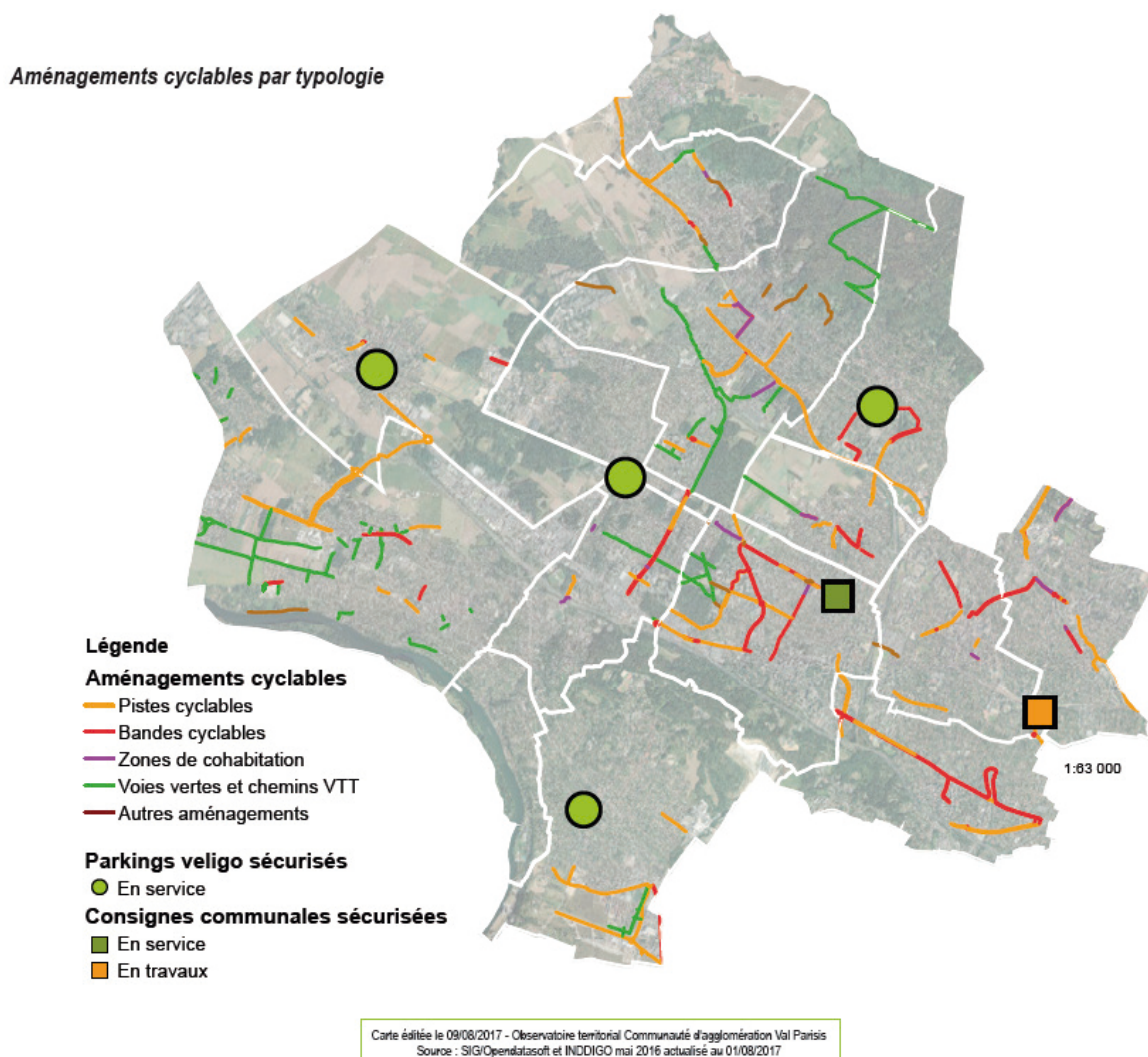 Aménagements cyclables par typologie
Légende
Aménagements cyclables
Pistes cyclables
Bandes cyclables
Zones de cohabitation
Voies vertes et chemins VTT
Autres aménagements
Parkings veligo sécurisés
En service
Consignes communales sécurisées
En service
En travaux
1:63 000
Carte éditée le 09/08/2017 - Observatoire territorial Communauté d'agglomération Val Parisis
Source : SIG/Opendatasoft et INDDIGO mai 2016 actualisé au 01/08/2017